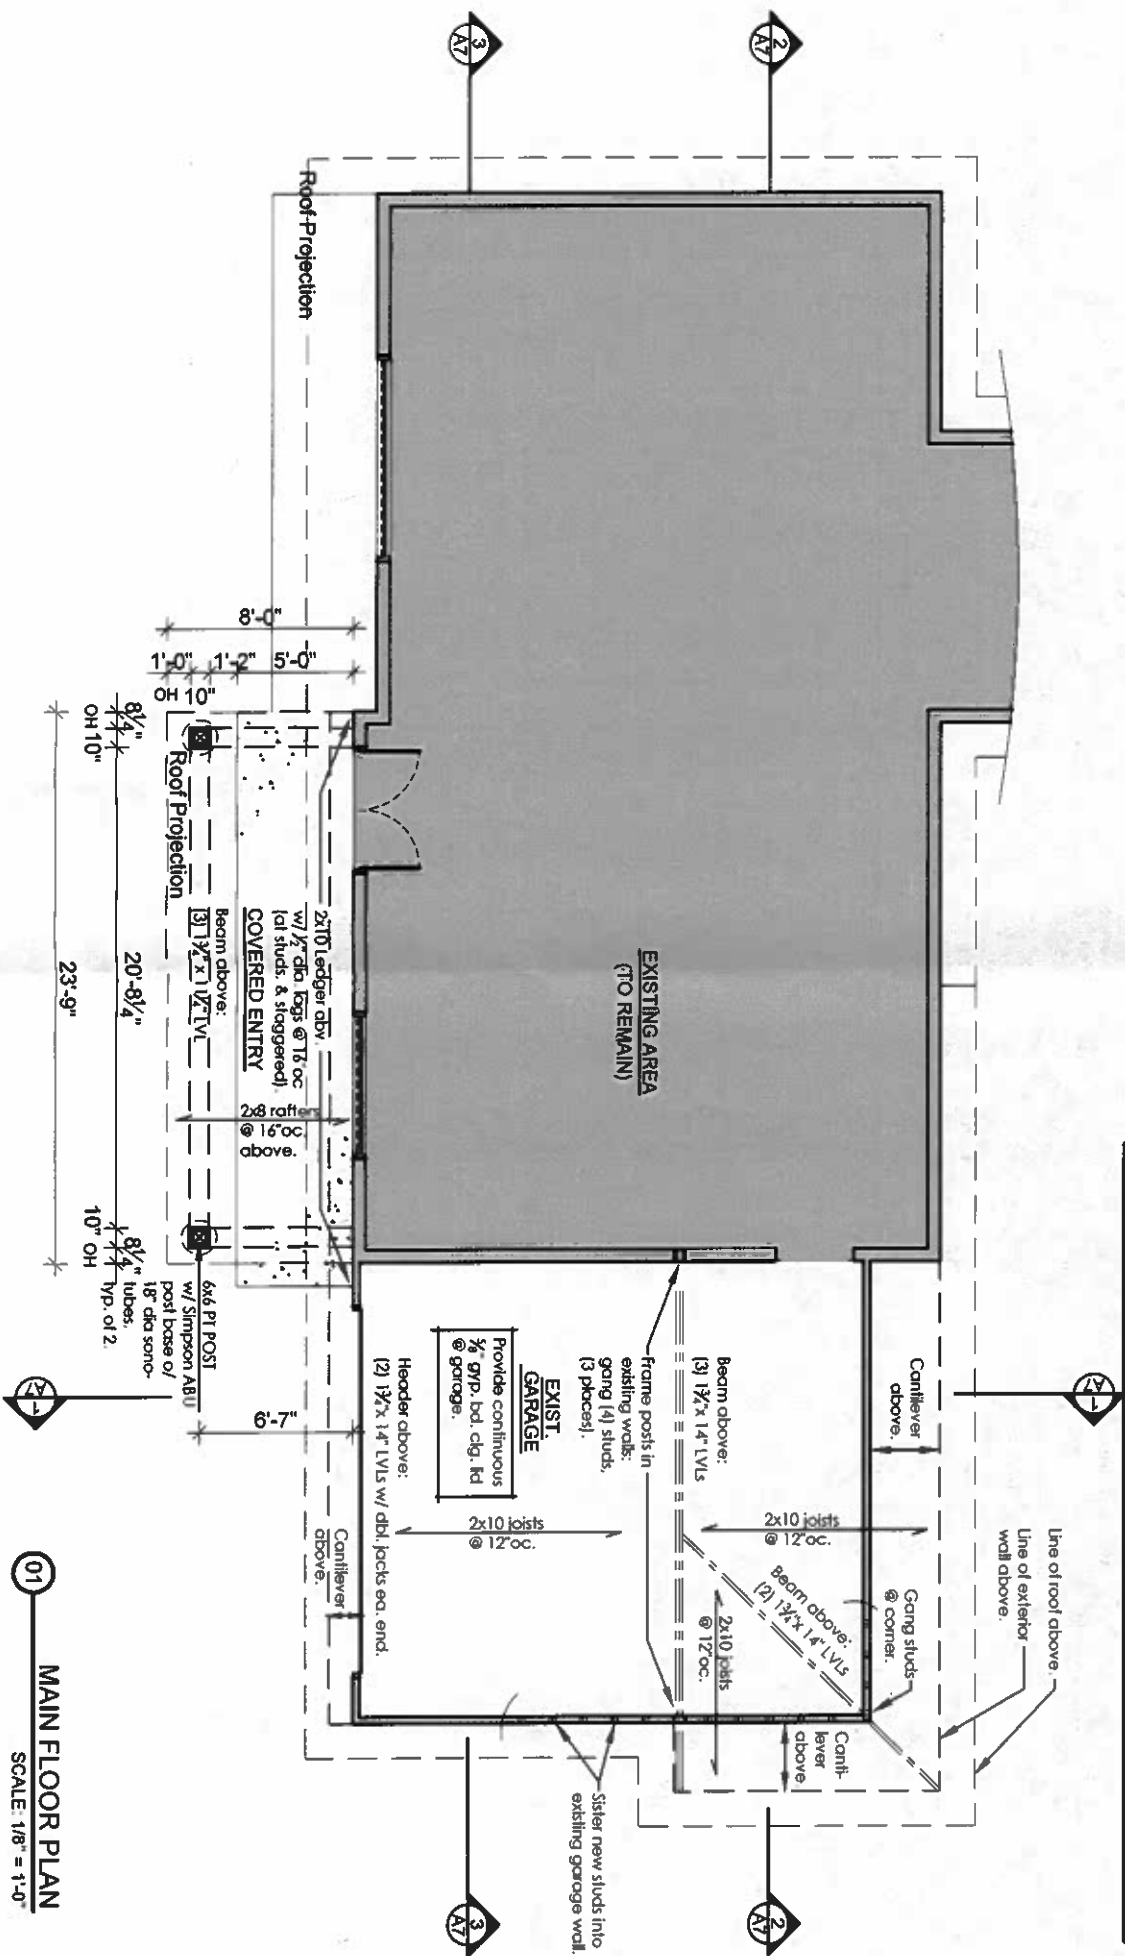 3
A7
2
A7
Roof Projection
8'-0"
1'-0"
1'-2"
5'-0"
OH 10"
8¼"
OH 10"
20'-8¼"
23'-9"
8¼"
10" OH
Roof Projection
Beam above:
(3) 1¾" x 11¼" LVL
COVERED ENTRY
2x10 Ledger abv.
w/ ½" dia. lags @ 16"oc
(at studs, & staggered).
2x8 rafters
@ 16"oc.
above.
EXISTING AREA
(TO REMAIN)
6x6 PT POST
w/ Simpson ABU
post base o/
18" dia sono-
tubes.
Typ. of 2.
1
A7
6'-7"
EXIST.
GARAGE
Provide continuous
⅝" gyp. bd. clg. lid
@ garage.
Header above:
(2) 1¾"x 14" LVLs w/ dbl. jacks ea. end.
Frame posts in
existing walls:
gang (4) studs,
(3 places).
Beam above:
(3) 1¾"x 14" LVLs
Cantilever
above.
1
A7
2x10 joists
@ 12"oc.
2x10 joists
@ 12"oc.
2x10 joists
@ 12"oc.
Beam above:
(2) 1¾"x 14" LVLs
Gang studs
@ corner.
Line of exterior
wall above.
Line of roof above.
Cantilever
above.
Canti-
lever
above
Sister new studs into
existing garage wall.
3
A7
2
A7
01
MAIN FLOOR PLAN
SCALE: 1/8" = 1'-0"